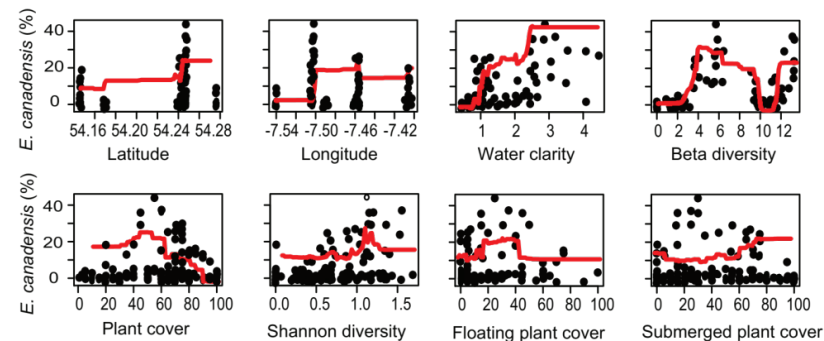 E. canadensis (%)
40
20
0
54.16 54.20 54.24 54.28
Latitude
-7.54 -7.50 -7.46 -7.42
Longitude
1 2 3 4
Water clarity
0 2 4 6 8 10 12
Beta diversity
E. canadensis (%)
40
20
0
0 20 40 60 80 100
Plant cover
0.0 0.5 1.0 1.5
Shannon diversity
0 20 40 60 80 100
Floating plant cover
0 20 40 60 80 100
Submerged plant cover